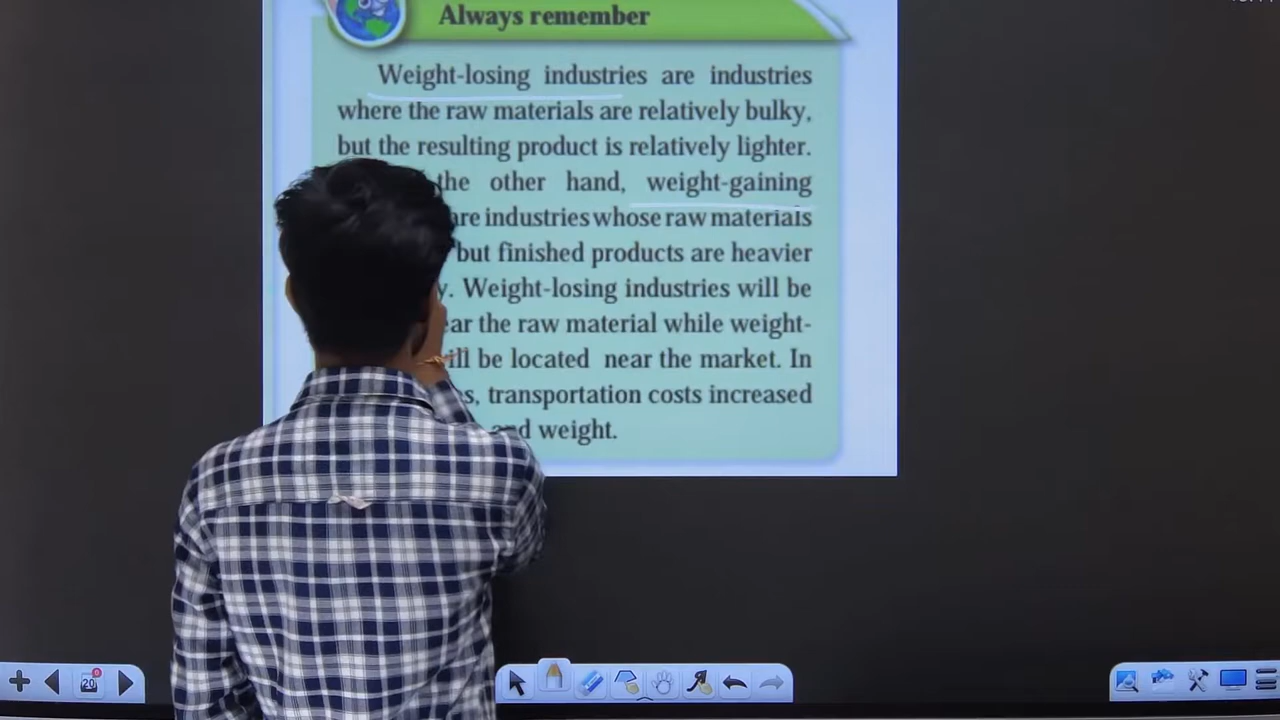 Always remember
Weight-losing industries are industries
where the raw materials are relatively bulky,
but the resulting product is relatively lighter.
the other hand, weight-gaining
are industries whose raw materials
but finished products are heavier
Weight-losing industries will be
the raw material while weight-
be located near the market. In
transportation costs increased
and weight.
20